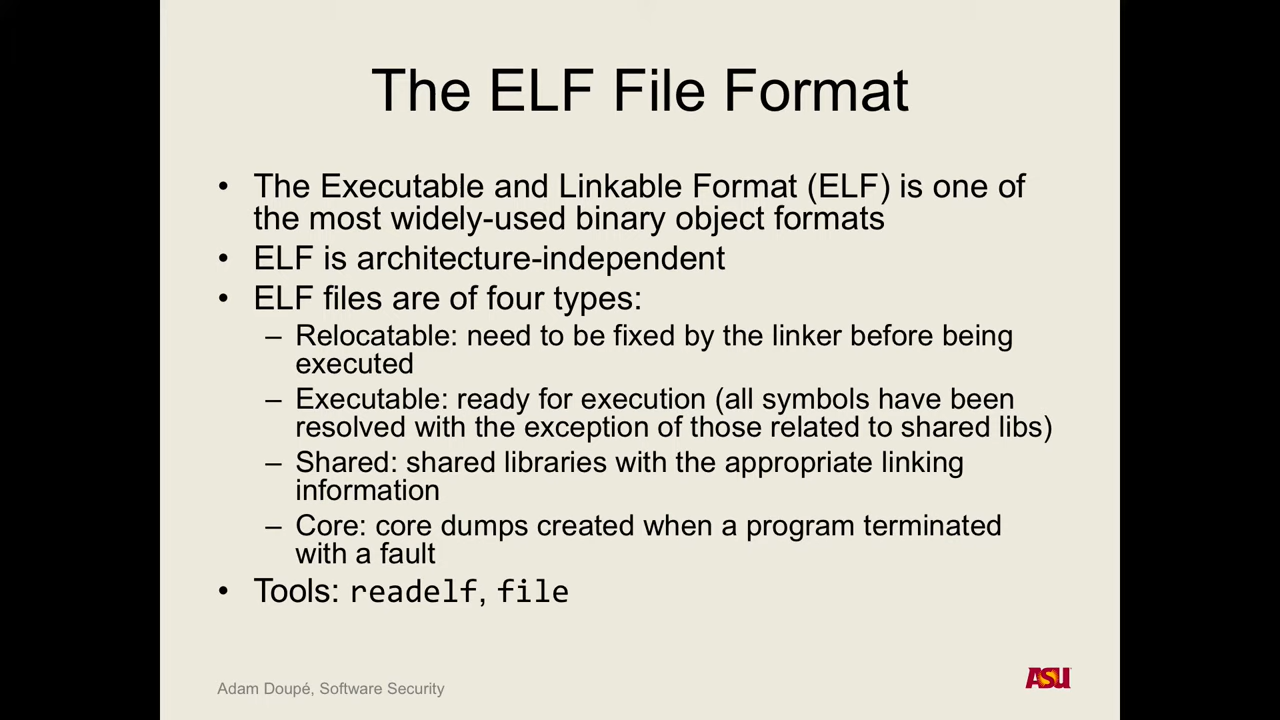 The ELF File Format
• The Executable and Linkable Format (ELF) is one of
the most widely-used binary object formats
• ELF is architecture-independent
• ELF files are of four types:
– Relocatable: need to be fixed by the linker before being
executed
– Executable: ready for execution (all symbols have been
resolved with the exception of those related to shared libs)
– Shared: shared libraries with the appropriate linking
information
– Core: core dumps created when a program terminated
with a fault
• Tools: readelf, file
Adam Doupé, Software Security
ASU